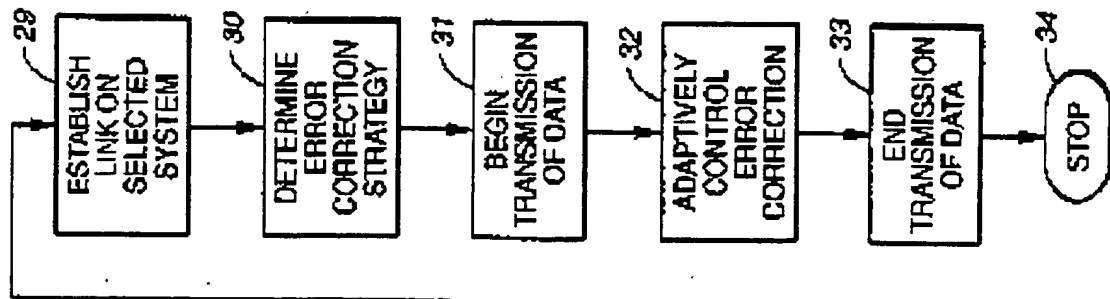 29
ESTABLISH
LINK ON
SELECTED
SYSTEM
30
DETERMINE
ERROR
CORRECTION
STRATEGY
31
BEGIN
TRANSMISSION
OF DATA
32
ADAPTIVELY
CONTROL
ERROR
CORRECTION
33
END
TRANSMISSION
OF DATA
34
STOP